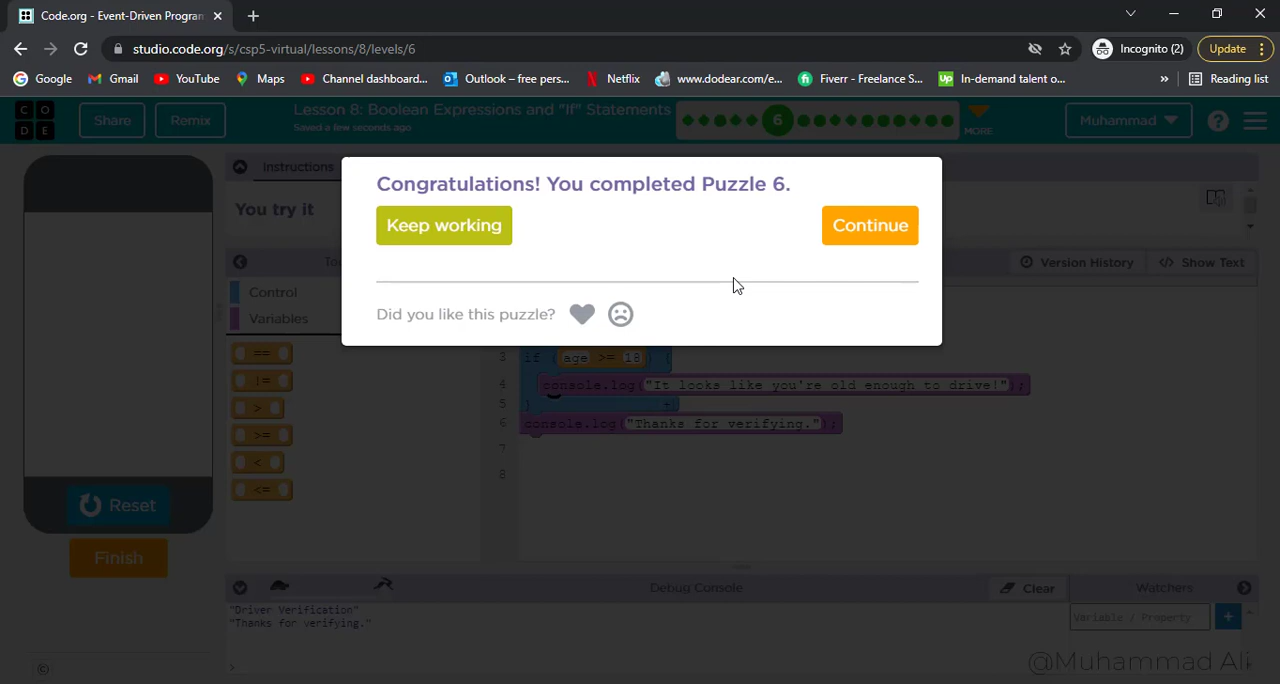 Code.org - Event-Driven Program
studio.code.org/s/csp5-virtual/lessons/8/levels/6
Incognito (2)
Update
Google
Gmail
YouTube
Maps
Channel dashboard...
Outlook – free pers...
Netflix
www.dodear.com/e...
Fiverr - Freelance S...
Up
In-demand talent o...
»
Reading list
C O
D E
Share
Remix
Lesson 8: Boolean Expressions and "If" Statements
Saved a few seconds ago
6
MORE
Muhammad
?
Instructions
You try it
Congratulations! You completed Puzzle 6.
Keep working
Continue
Did you like this puzzle?
Version History
</> Show Text
Control
Variables
==
!=
>
>=
<
<=
3 if ( age >= 18 ) {
4 console.log("It looks like you're old enough to drive!");
5 }
6 console.log("Thanks for verifying.");
7
8
Reset
Finish
Debug Console
Clear
Watchers
"Driver Verification"
"Thanks for verifying."
Variable / Property
+
>
©
@Muhammad Ali